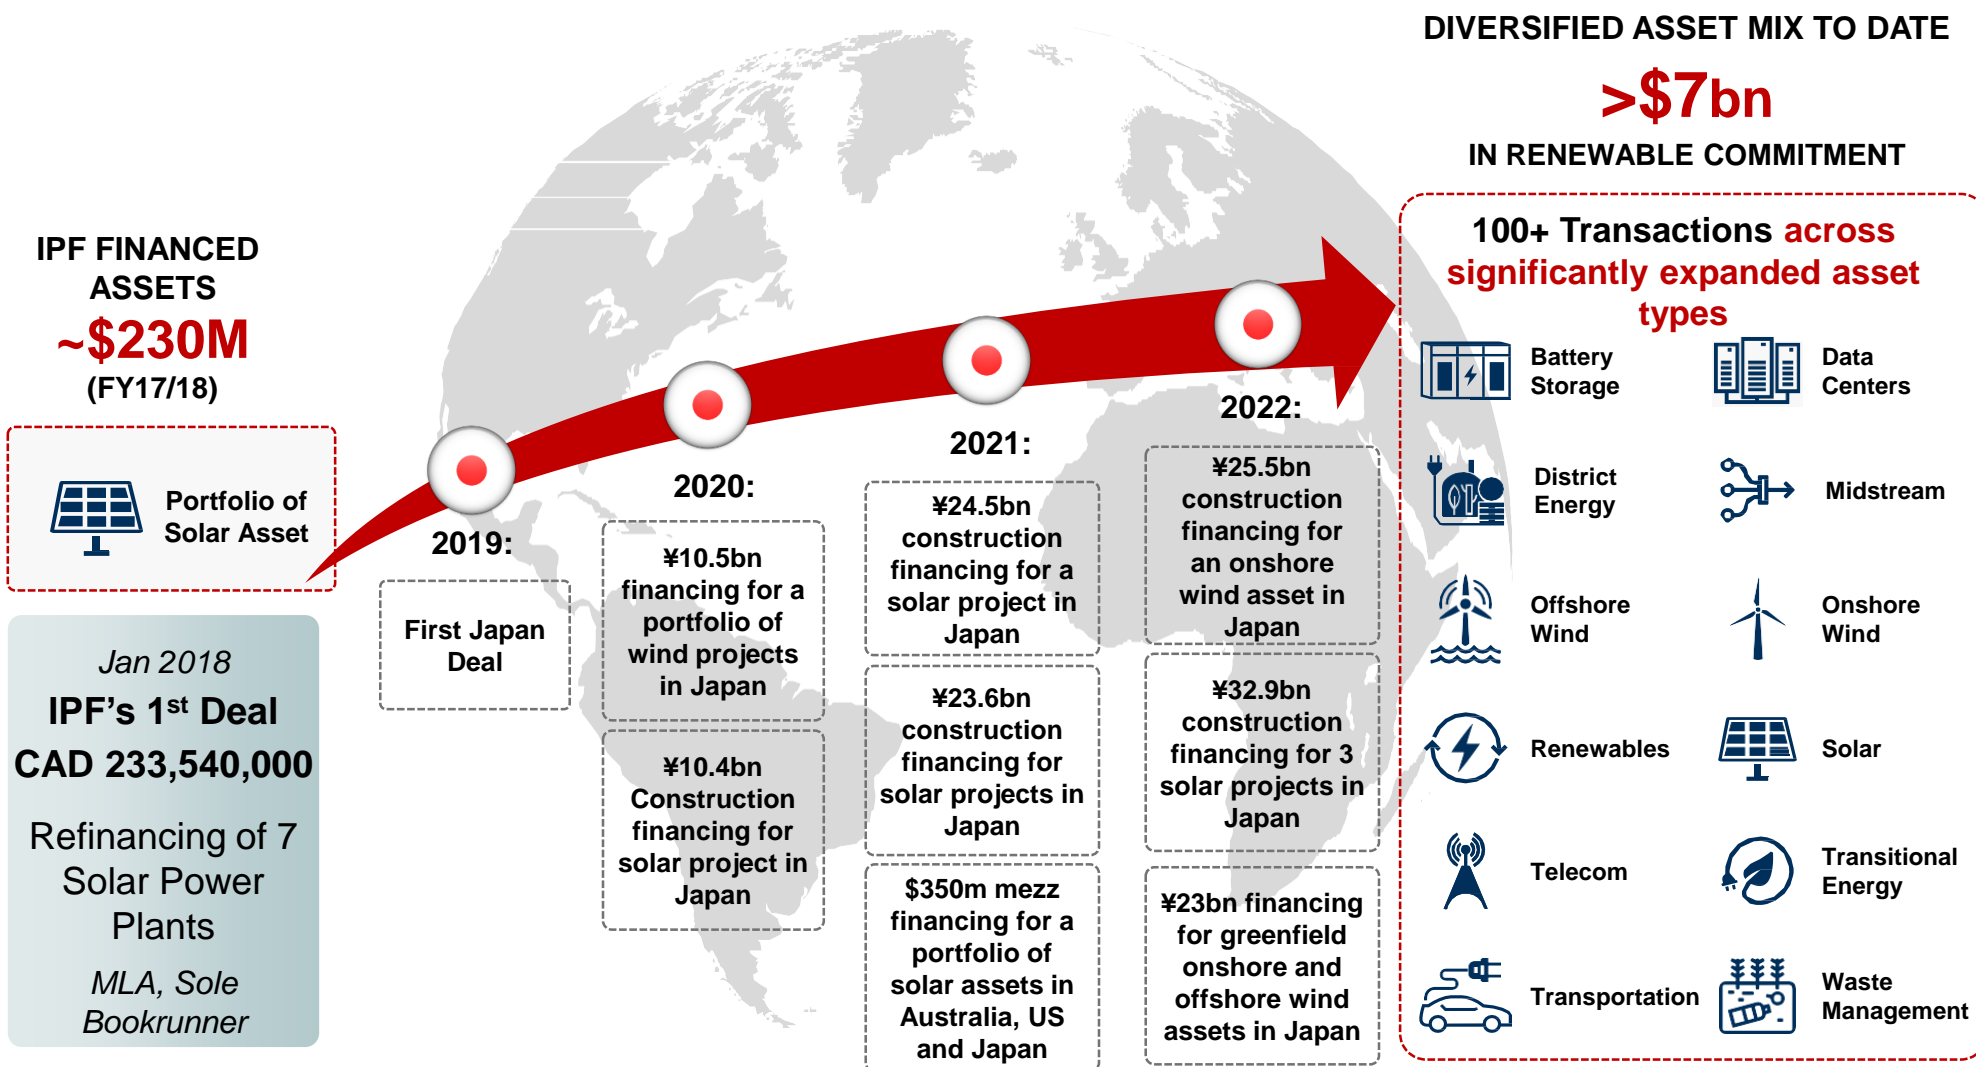 IPF FINANCED
ASSETS
~$230M
(FY17/18)
Portfolio of
Solar Asset
Jan 2018
IPF's 1st Deal
CAD 233,540,000
Refinancing of 7
Solar Power
Plants
MLA, Sole
Bookrunner
2019:
First Japan
Deal
2020:
¥10.5bn
financing for a
portfolio of
wind projects
in Japan
¥10.4bn
Construction
financing for
solar project in
Japan
2021:
¥24.5bn
construction
financing for a
solar project in
Japan
¥23.6bn
construction
financing for
solar projects in
Japan
$350m mezz
financing for a
portfolio of
solar assets in
Australia, US
and Japan
2022:
¥25.5bn
construction
financing for
an onshore
wind asset in
Japan
¥32.9bn
construction
financing for 3
solar projects in
Japan
¥23bn financing
for greenfield
onshore and
offshore wind
assets in Japan
DIVERSIFIED ASSET MIX TO DATE
>$7bn
IN RENEWABLE COMMITMENT
100+ Transactions across
significantly expanded asset
types
Battery
Storage
Data
Centers
District
Energy
Midstream
Offshore
Wind
Onshore
Wind
Renewables
Solar
Telecom
Transitional
Energy
Transportation
Waste
Management